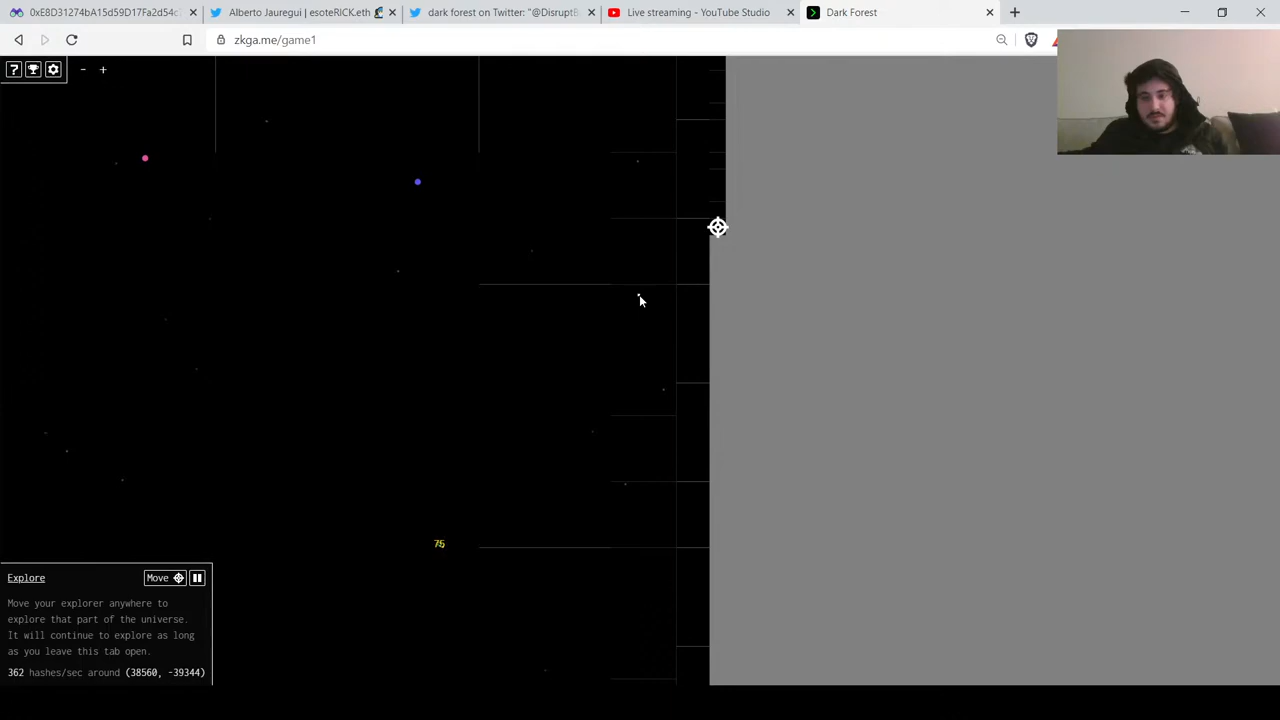 0xE8D31274bA15d59D17Fa2d54c
Alberto Jauregui | esoteRICK.eth
dark forest on Twitter: "@DisruptB
Live streaming - YouTube Studio
Dark Forest
zkga.me/game1
? - +
75
Explore
Move
Move your explorer anywhere to
explore that part of the universe.
It will continue to explore as long
as you leave this tab open.
362 hashes/sec around (38560, -39344)